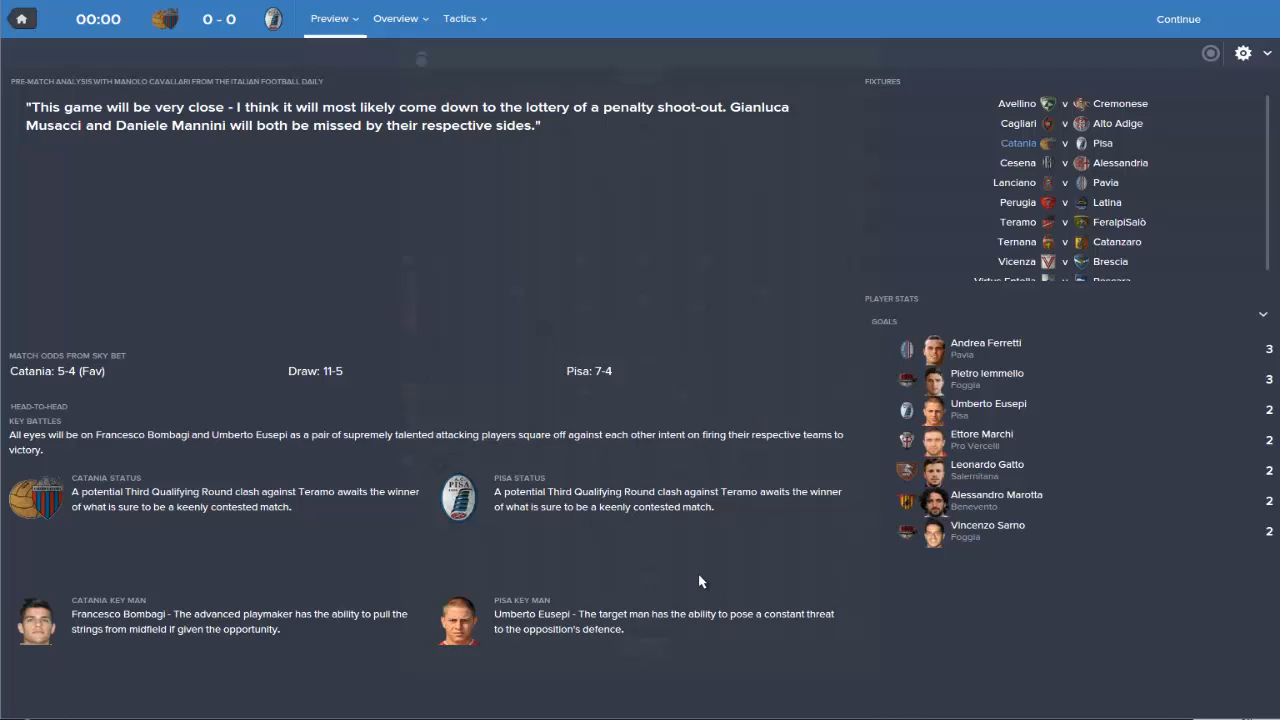 00:00
0 - 0
Preview
Overview
Tactics
Continue
PRE-MATCH ANALYSIS WITH MANOLO CAVALLARI FROM THE ITALIAN FOOTBALL DAILY
"This game will be very close - I think it will most likely come down to the lottery of a penalty shoot-out. Gianluca
Musacci and Daniele Mannini will both be missed by their respective sides."
MATCH ODDS FROM SKY BET
Catania: 5-4 (Fav)
Draw: 11-5
Pisa: 7-4
HEAD-TO-HEAD
KEY BATTLES
All eyes will be on Francesco Bombagi and Umberto Eusepi as a pair of supremely talented attacking players square off against each other intent on firing their respective teams to
victory.
CATANIA STATUS
A potential Third Qualifying Round clash against Teramo awaits the winner
of what is sure to be a keenly contested match.
PISA
PISA STATUS
A potential Third Qualifying Round clash against Teramo awaits the winner
of what is sure to be a keenly contested match.
CATANIA KEY MAN
Francesco Bombagi - The advanced playmaker has the ability to pull the
strings from midfield if given the opportunity.
PISA KEY MAN
Umberto Eusepi - The target man has the ability to pose a constant threat
to the opposition's defence.
FIXTURES
Avellino v Cremonese
Cagliari v Alto Adige
Catania v Pisa
Cesena v Alessandria
Lanciano v Pavia
Perugia v Latina
Teramo v FeralpiSalò
Ternana v Catanzaro
Vicenza v Brescia
Virtus Entella v Pescara
PLAYER STATS
GOALS
Andrea Ferretti 3
Pavia
Pietro Iemmello 3
Foggia
Umberto Eusepi 2
Pisa
Ettore Marchi 2
Pro Vercelli
Leonardo Gatto 2
Salernitana
Alessandro Marotta 2
Benevento
Vincenzo Sarno 2
Foggia